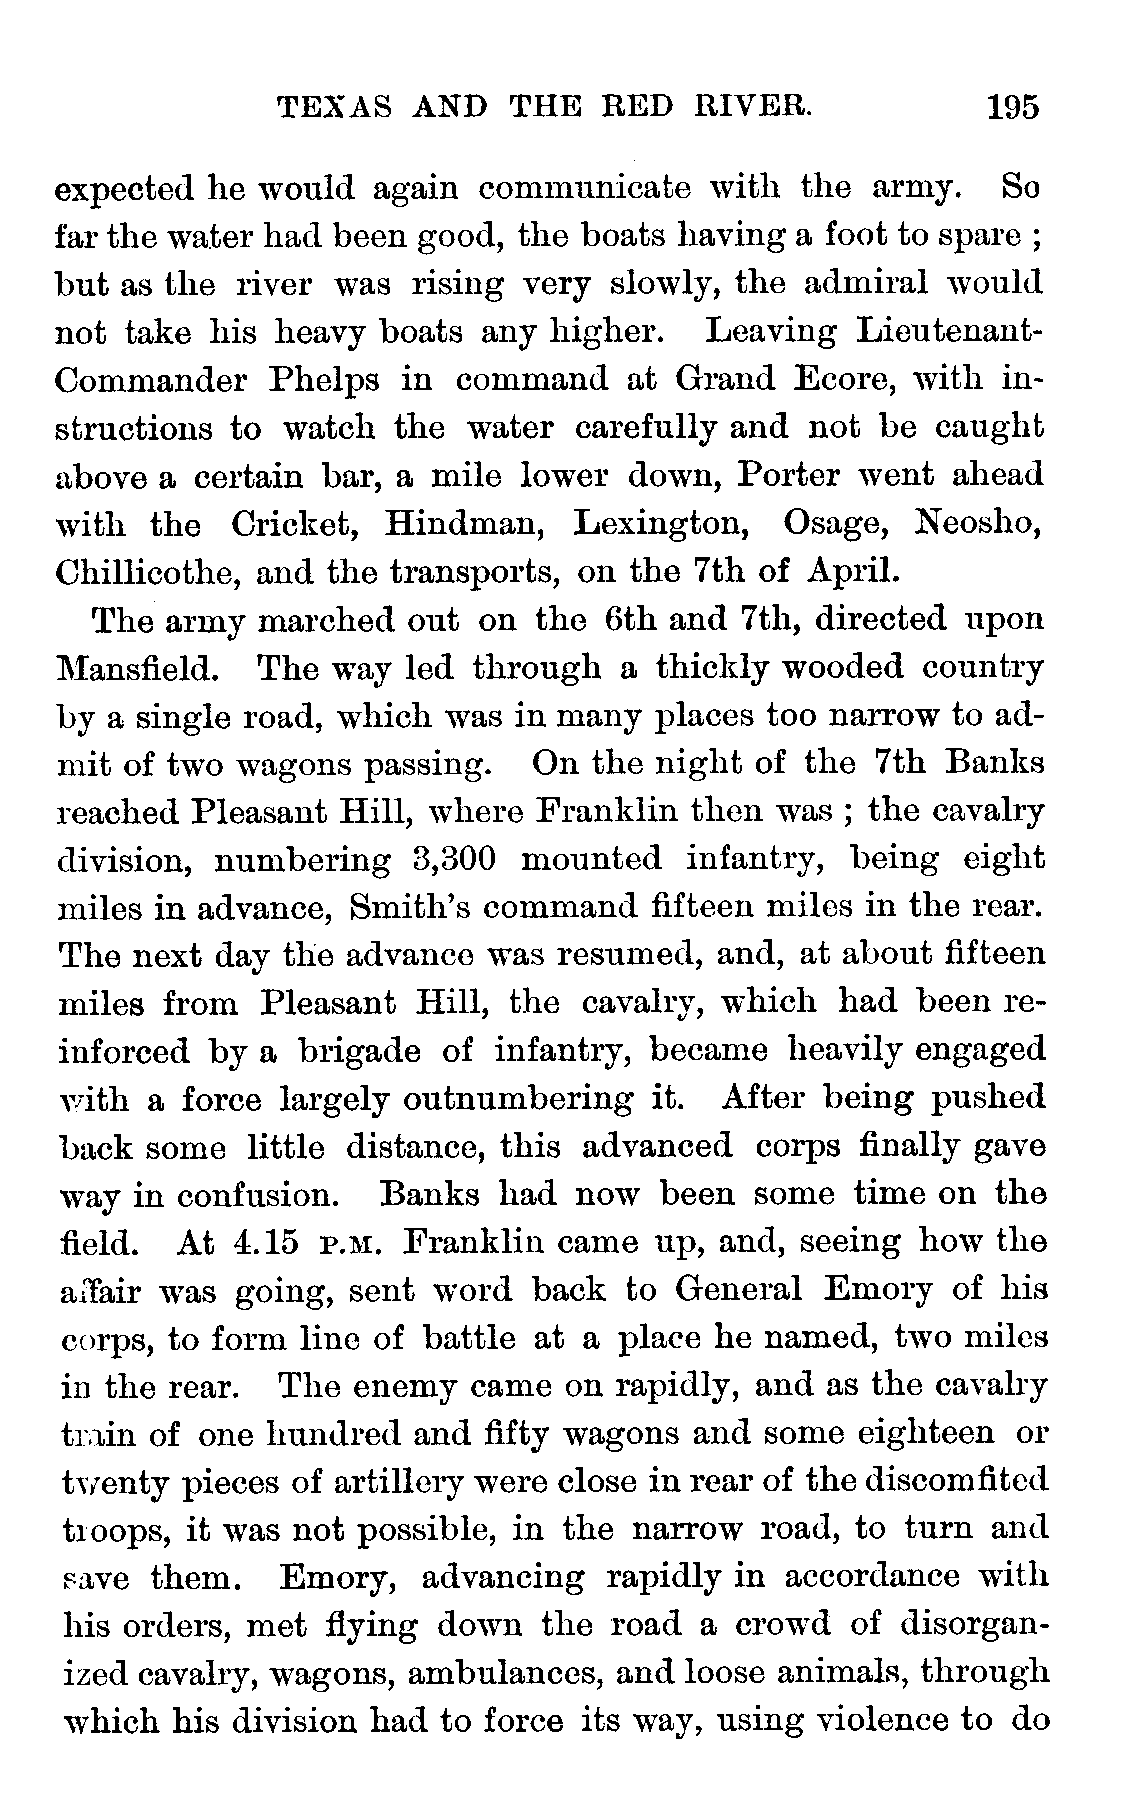 TEXAS AND THE RED RIVER. 195
expected he would again communicate with the army. So
far the water had been good, the boats having a foot to spare ;
but as the river was rising very slowly, the admiral would
not take his heavy boats any higher. Leaving Lieutenant-
Commander Phelps in command at Grand Ecore, with in-
structions to watch the water carefully and not be caught
above a certain bar, a mile lower down, Porter went ahead
with the Cricket, Hindman, Lexington, Osage, Neosho,
Chillicothe, and the transports, on the 7th of April.
The army marched out on the 6th and 7th, directed upon
Mansfield. The way led through a thickly wooded country
by a single road, which was in many places too narrow to ad-
mit of two wagons passing. On the night of the 7th Banks
reached Pleasant Hill, where Franklin then was ; the cavalry
division, numbering 3,300 mounted infantry, being eight
miles in advance, Smith's command fifteen miles in the rear.
The next day the advance was resumed, and, at about fifteen
miles from Pleasant Hill, the cavalry, which had been re-
inforced by a brigade of infantry, became heavily engaged
with a force largely outnumbering it. After being pushed
back some little distance, this advanced corps finally gave
way in confusion. Banks had now been some time on the
field. At 4.15 P.M. Franklin came up, and, seeing how the
affair was going, sent word back to General Emory of his
corps, to form line of battle at a place he named, two miles
in the rear. The enemy came on rapidly, and as the cavalry
train of one hundred and fifty wagons and some eighteen or
twenty pieces of artillery were close in rear of the discomfited
troops, it was not possible, in the narrow road, to turn and
save them. Emory, advancing rapidly in accordance with
his orders, met flying down the road a crowd of disorgan-
ized cavalry, wagons, ambulances, and loose animals, through
which his division had to force its way, using violence to do